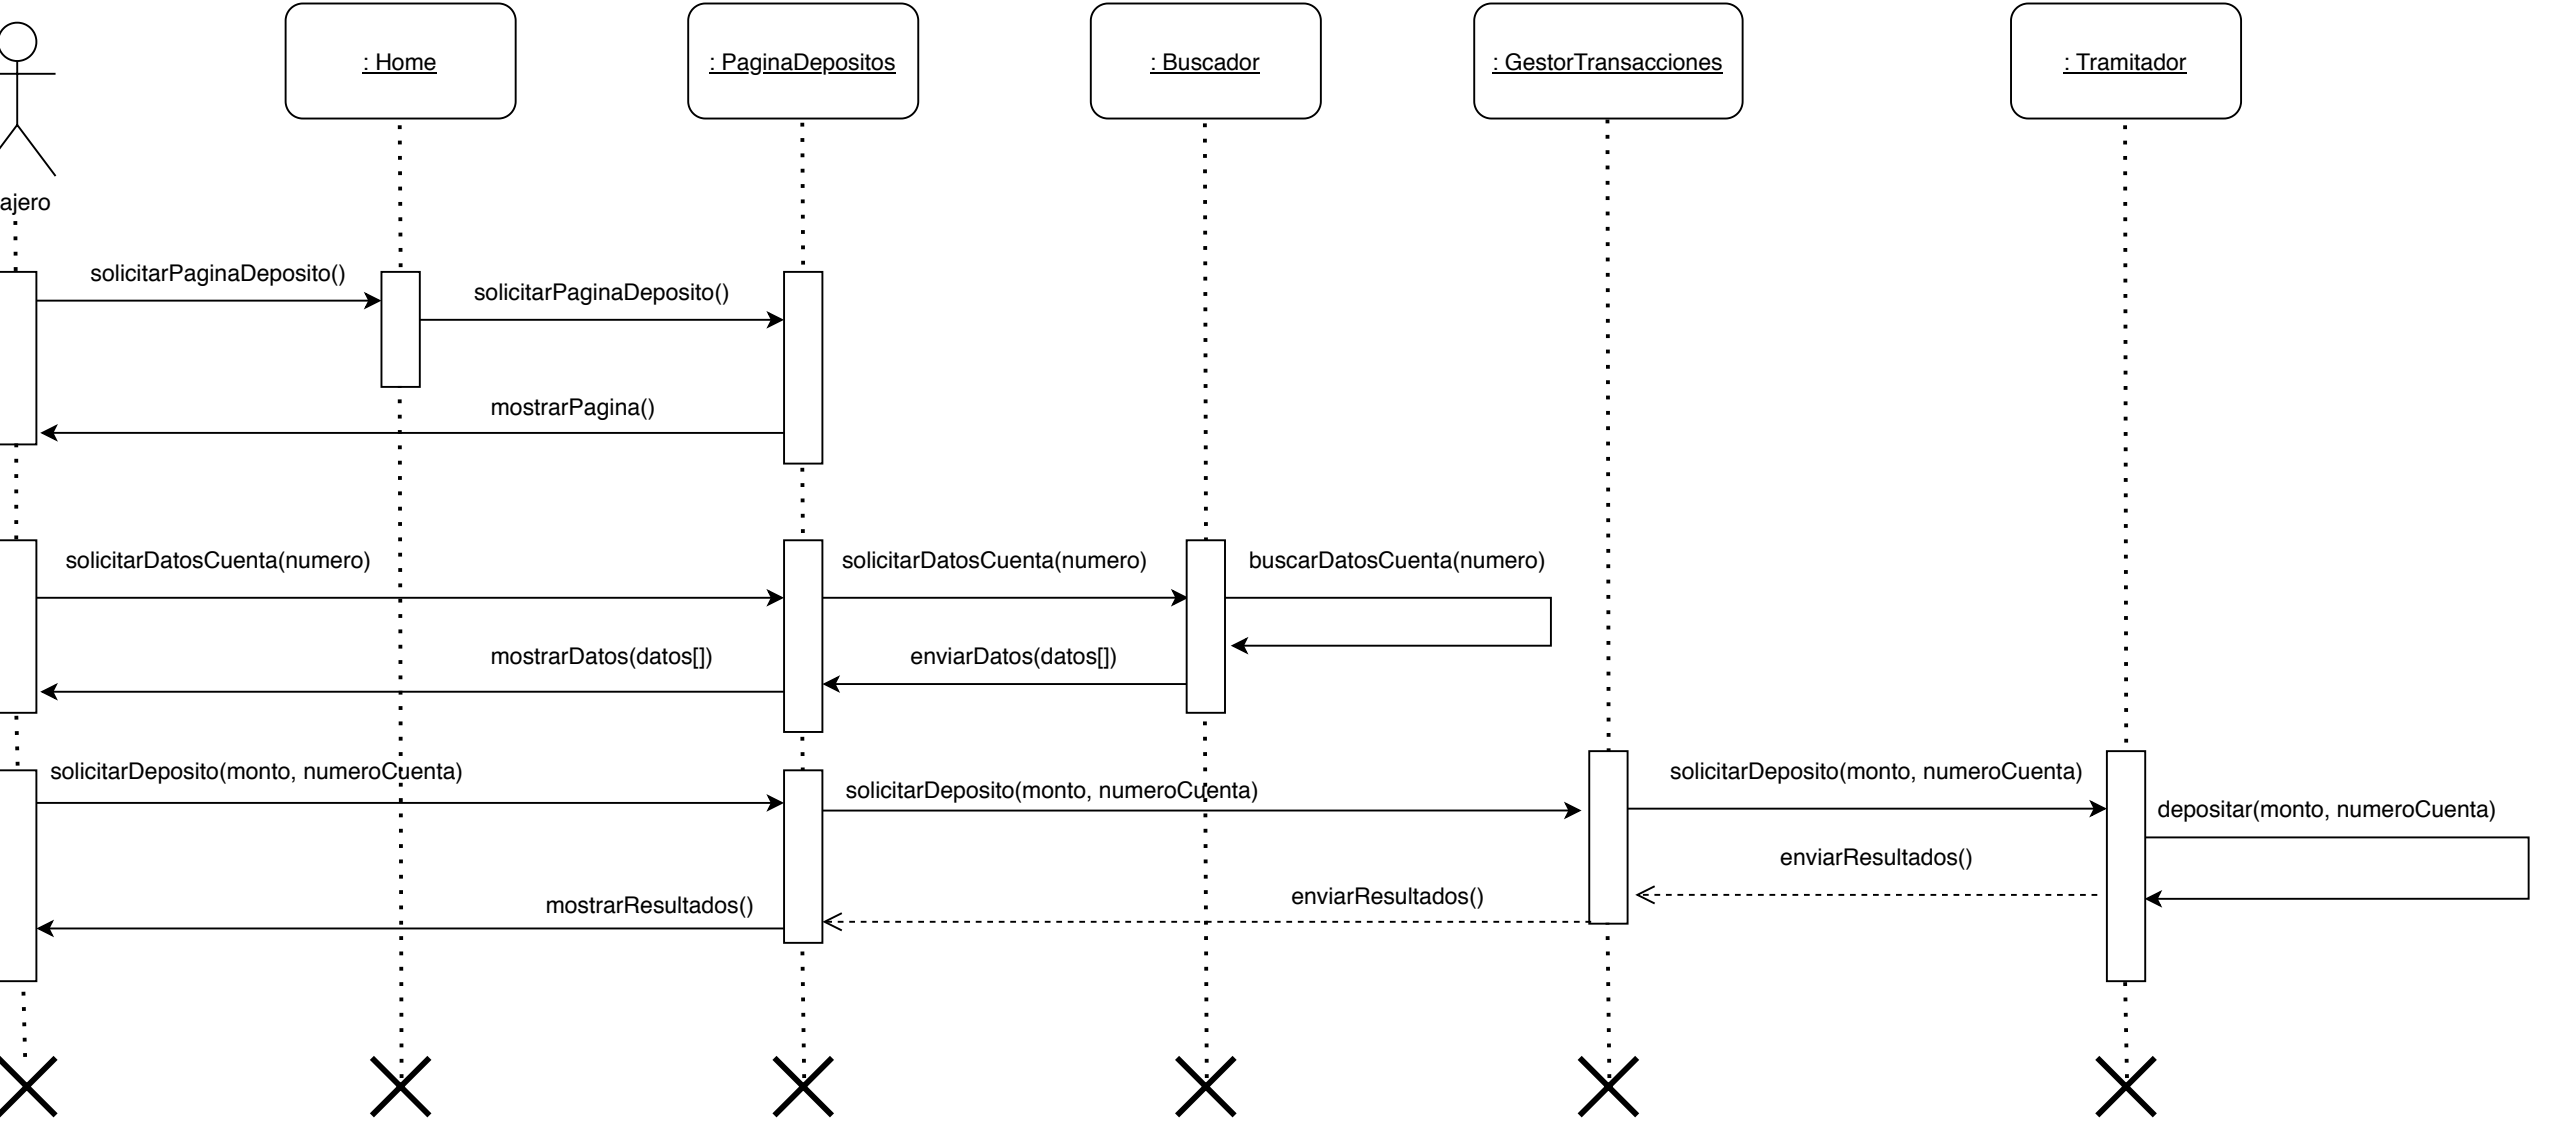 : Home
: PaginaDepositos
: Buscador
: GestorTransacciones
: Tramitador
ajero
solicitarPaginaDeposito()
solicitarPaginaDeposito()
mostrarPagina()
solicitarDatosCuenta(numero)
solicitarDatosCuenta(numero)
buscarDatosCuenta(numero)
mostrarDatos(datos[])
enviarDatos(datos[])
solicitarDeposito(monto, numeroCuenta)
solicitarDeposito(monto, numeroCuenta)
solicitarDeposito(monto, numeroCuenta)
depositar(monto, numeroCuenta)
enviarResultados()
enviarResultados()
mostrarResultados()